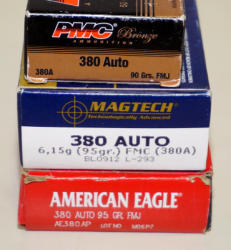 PMC Bronze
AMMUNITION
380 Auto
380A 90 Grs. FMJ
MAGTECH
Technologically Advanced
380 AUTO
6,15g (95gr.) FMC (380A)
BL0912 L-293
AMERICAN EAGLE®
380 AUTO 95 GR. FMJ
AE380AP LOT NO